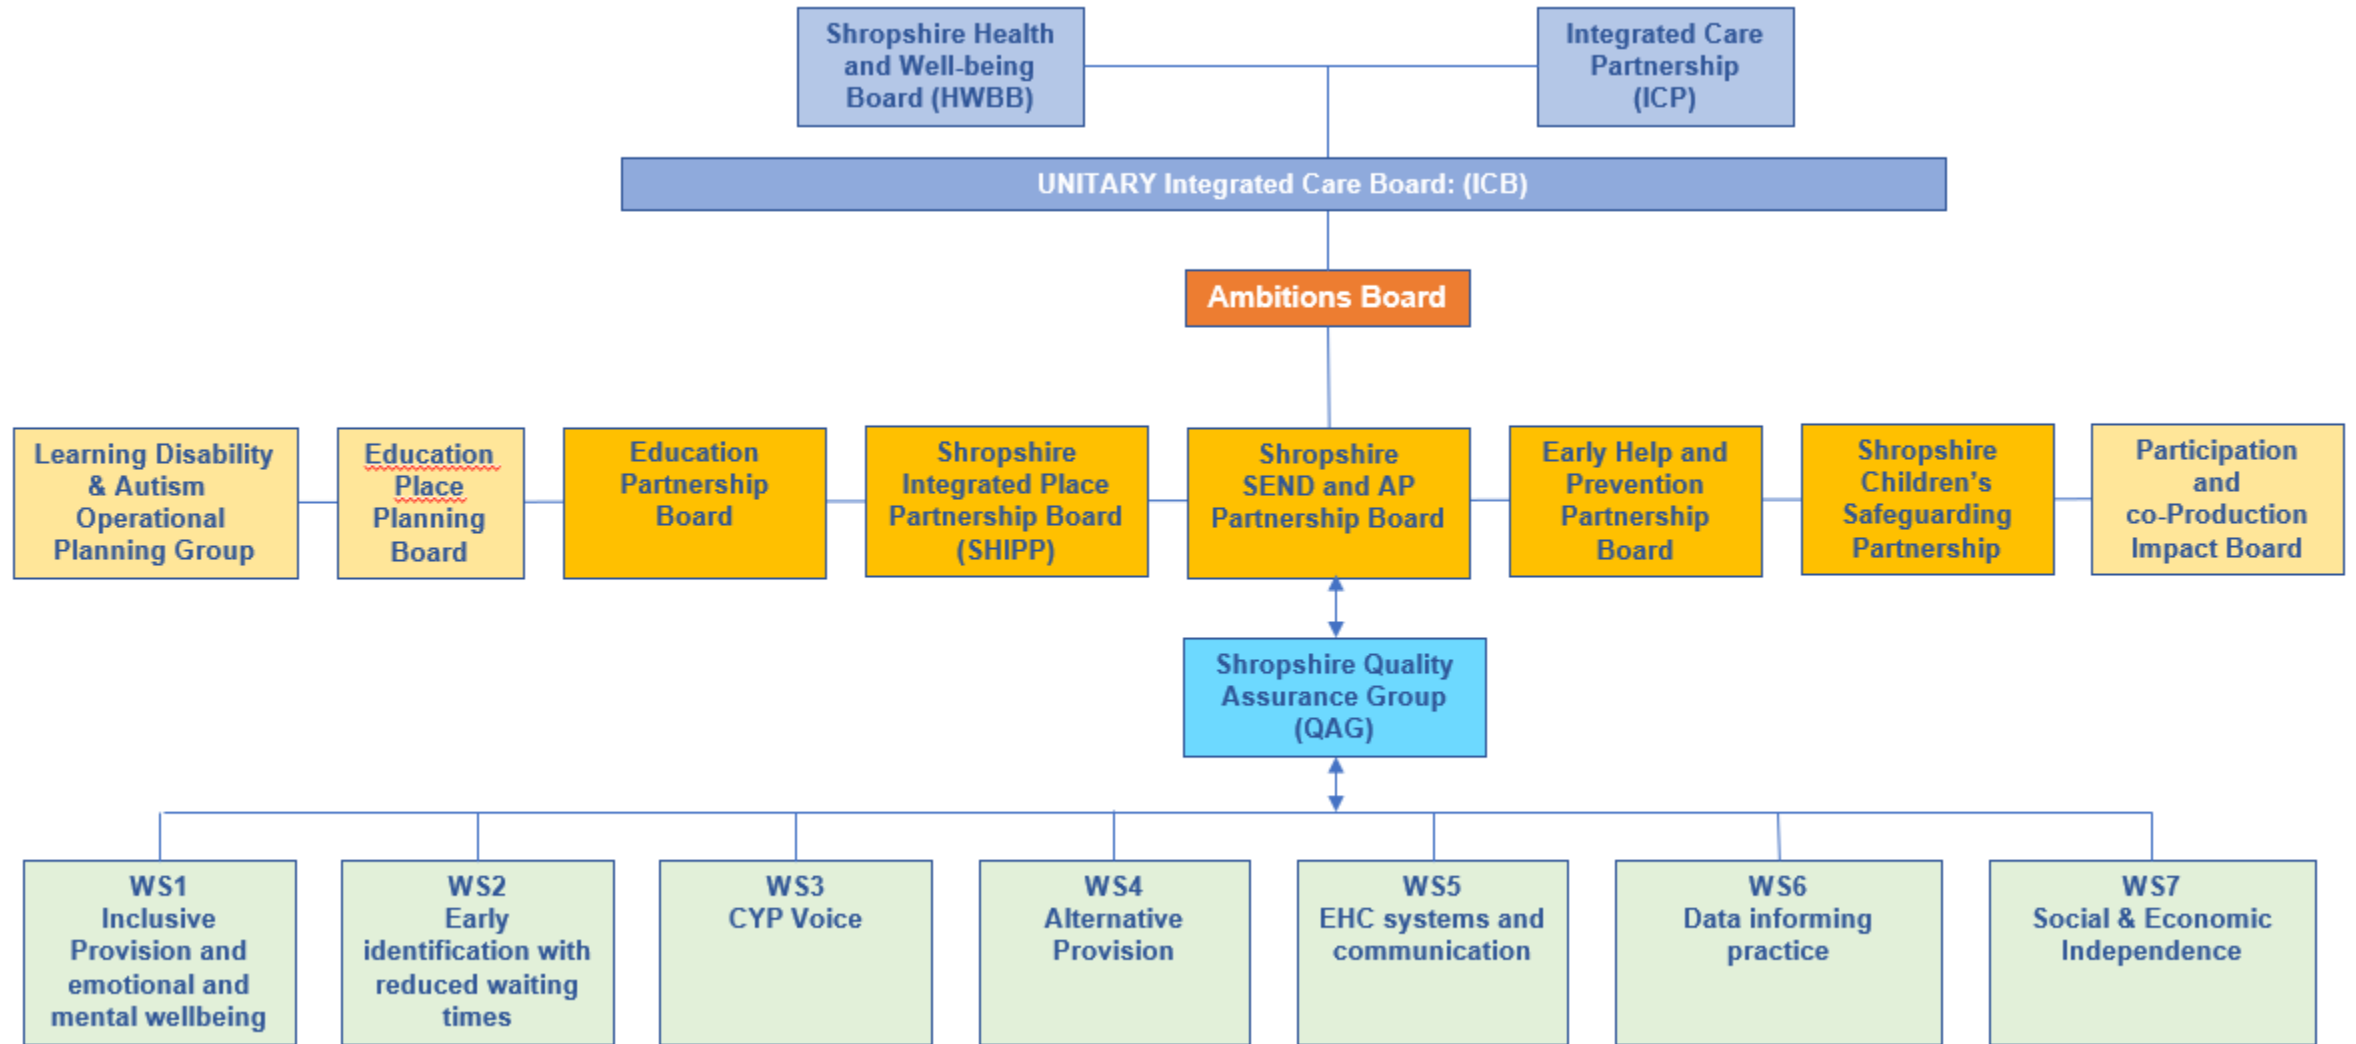 Shropshire Health
and Well-being
Board (HWBB)
Integrated Care
Partnership
(ICP)
UNITARY Integrated Care Board: (ICB)
Ambitions Board
Learning Disability
& Autism
Operational
Planning Group
Education
Place
Planning
Board
Education
Partnership
Board
Shropshire
Integrated Place
Partnership Board
(SHIPP)
Shropshire
SEND and AP
Partnership Board
Early Help and
Prevention
Partnership
Board
Shropshire
Children’s
Safeguarding
Partnership
Participation
and
co-Production
Impact Board
Shropshire Quality
Assurance Group
(QAG)
WS1
Inclusive
Provision and
emotional and
mental wellbeing
WS2
Early
identification with
reduced waiting
times
WS3
CYP Voice
WS4
Alternative
Provision
WS5
EHC systems and
communication
WS6
Data informing
practice
WS7
Social & Economic
Independence